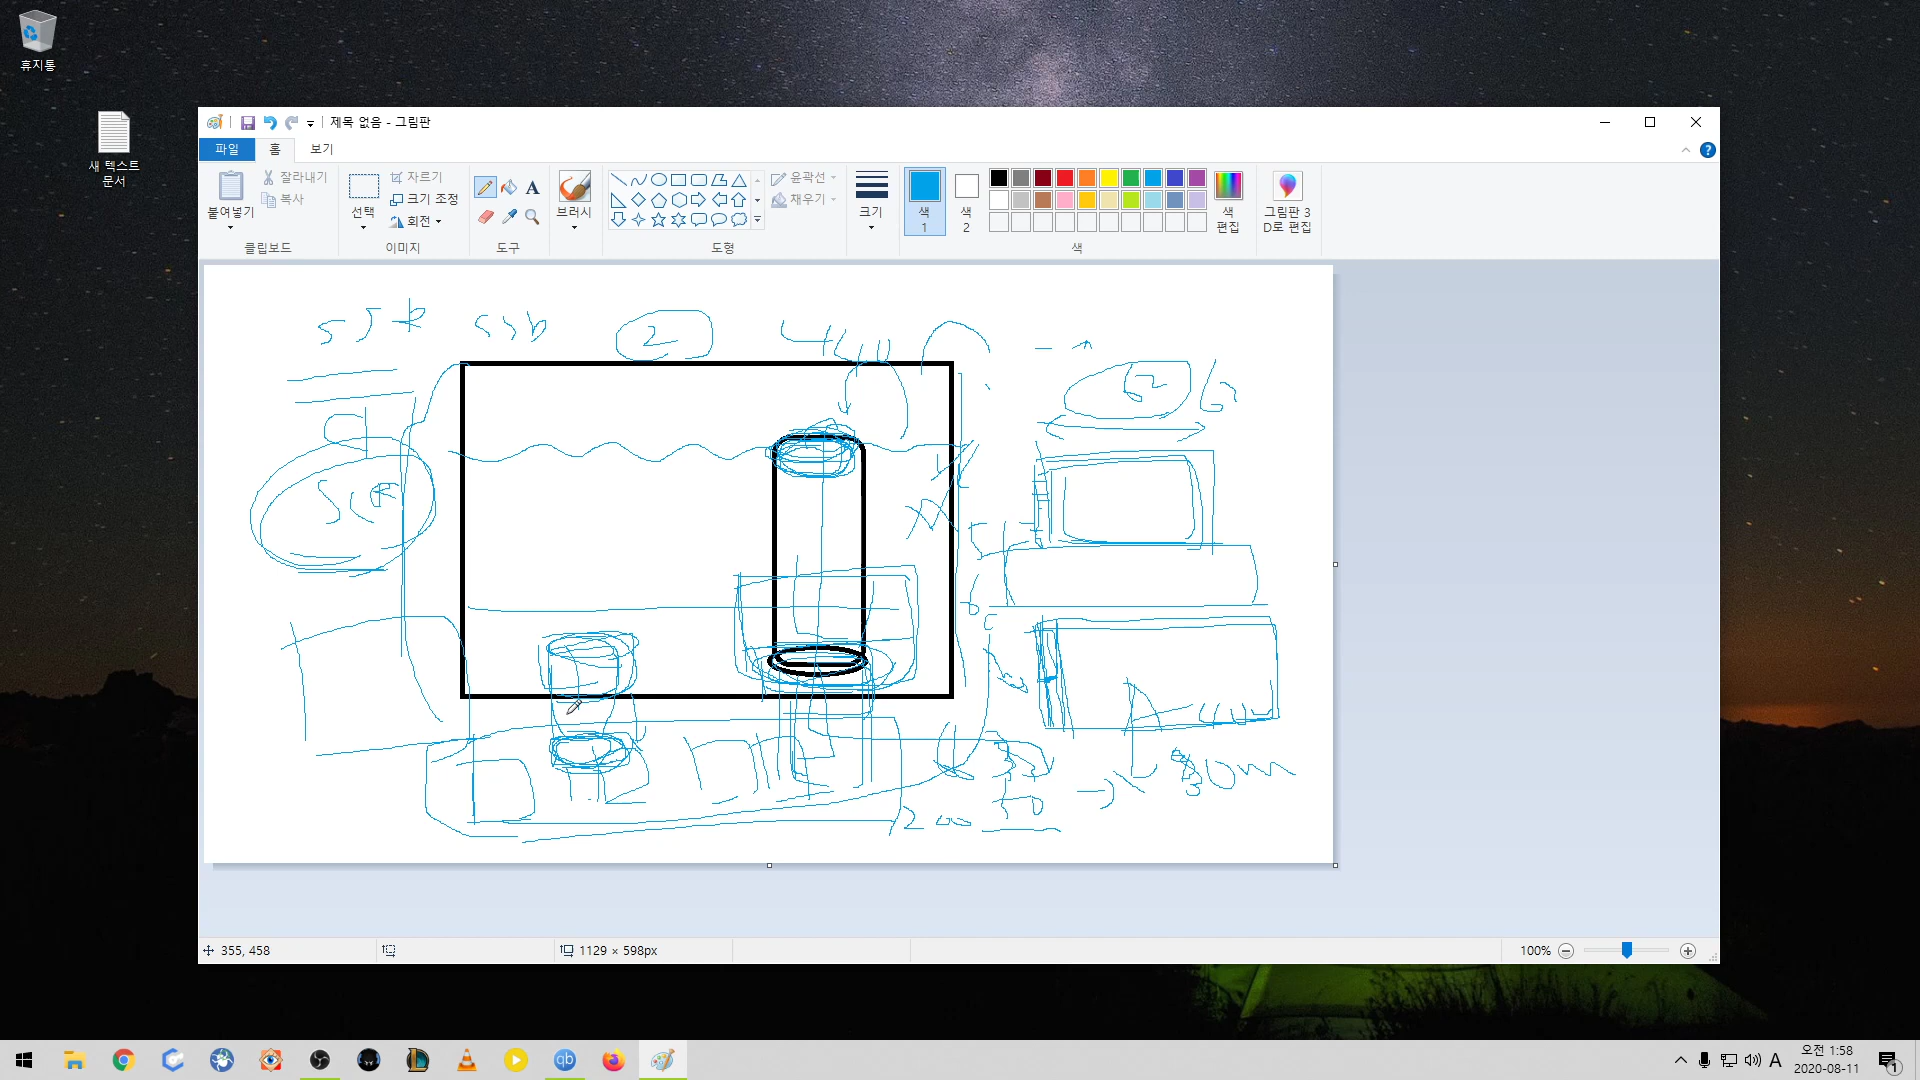 휴지통
새 텍스트
문서
제목 없음 - 그림판
파일 홈 보기
붙여넣기
잘라내기
복사
클립보드
선택
자르기
크기 조정
회전
이미지
A
도구
브러시
윤곽선
채우기
도형
크기
색
1
색
2
색
편집
색
그림판 3
D로 편집
2
355, 458
1129 × 598px
100%
qb
A
오전 1:58
2020-08-11
1